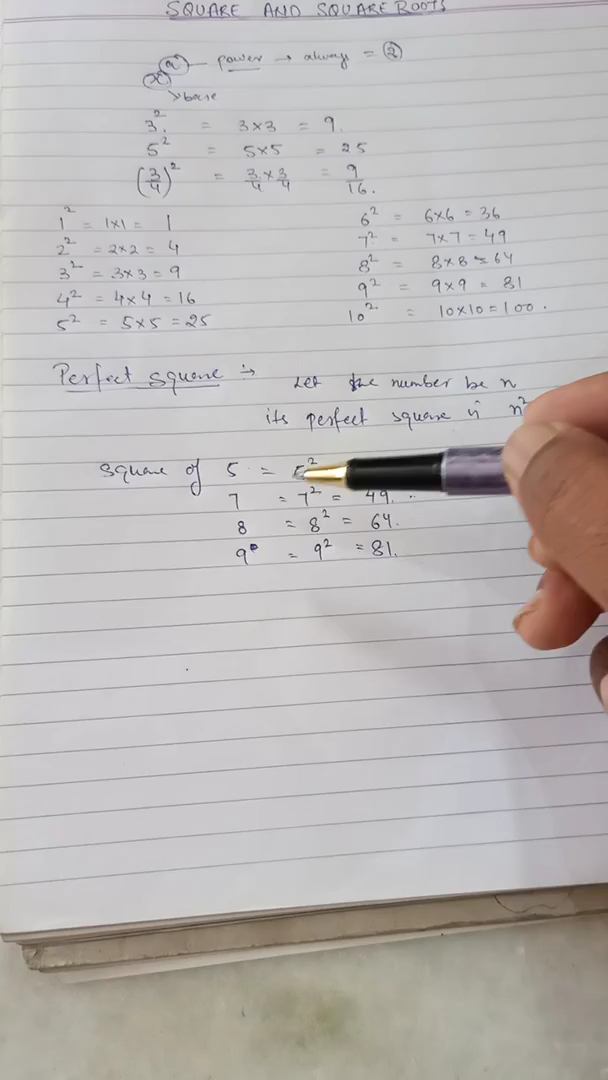 SQUARE AND SQUARE ROOTS
x a — power → always = 2
↘ base
3² = 3×3 = 9.
5² = 5×5 = 25
(3/4)² = 3/4 × 3/4 = 9/16.
1² = 1×1 = 1
2² = 2×2 = 4
3² = 3×3 = 9
4² = 4×4 = 16
5² = 5×5 = 25
6² = 6×6 = 36
7² = 7×7 = 49
8² = 8×8 = 64
9² = 9×9 = 81
10² = 10×10 = 100.
Perfect square :→ Let the number be n
its perfect square is n²
square of 5 = 5²
7 = 7² = 49.
8 = 8² = 64.
9 = 9² = 81.